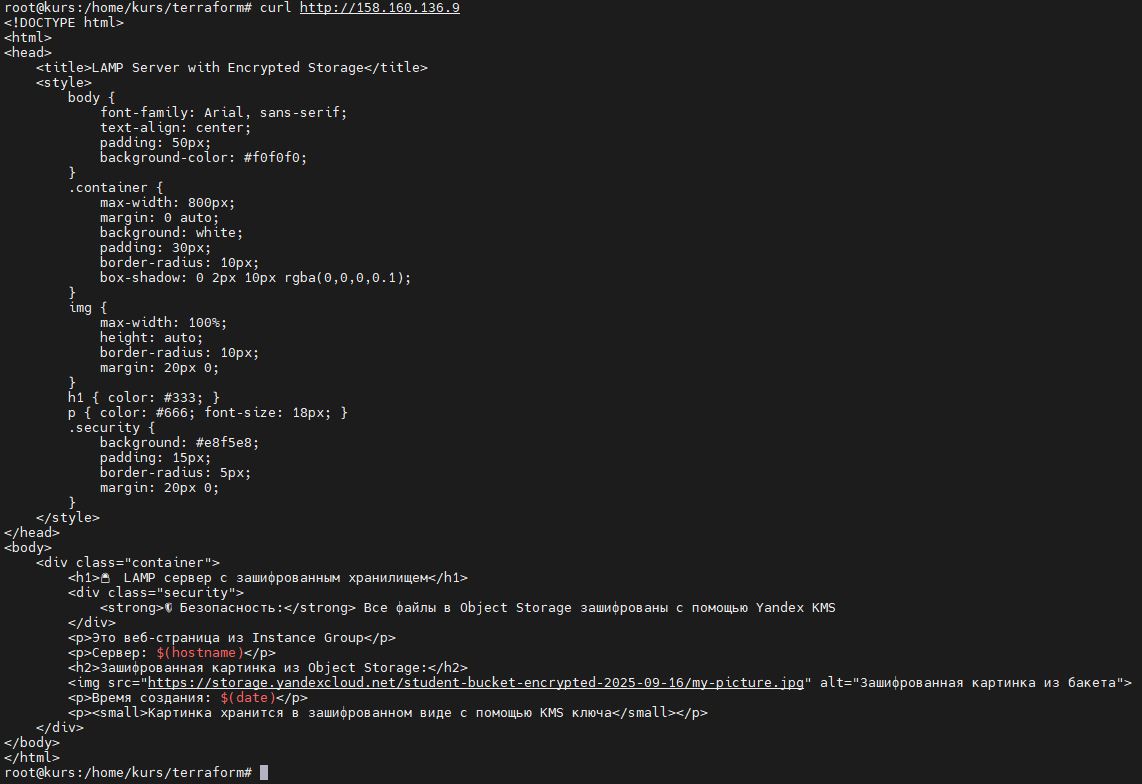 root@kurs:/home/kurs/terraform# curl http://158.160.136.9
<!DOCTYPE html>
<html>
<head>
    <title>LAMP Server with Encrypted Storage</title>
    <style>
        body {
            font-family: Arial, sans-serif;
            text-align: center;
            padding: 50px;
            background-color: #f0f0f0;
        }
        .container {
            max-width: 800px;
            margin: 0 auto;
            background: white;
            padding: 30px;
            border-radius: 10px;
            box-shadow: 0 2px 10px rgba(0,0,0,0.1);
        }
        img {
            max-width: 100%;
            height: auto;
            border-radius: 10px;
            margin: 20px 0;
        }
        h1 { color: #333; }
        p { color: #666; font-size: 18px; }
        .security {
            background: #e8f5e8;
            padding: 15px;
            border-radius: 5px;
            margin: 20px 0;
        }
    </style>
</head>
<body>
    <div class="container">
        <h1>🔒 LAMP сервер с зашифрованным хранилищем</h1>
        <div class="security">
            <strong>🛡 Безопасность:</strong> Все файлы в Object Storage зашифрованы с помощью Yandex KMS
        </div>
        <p>Это веб-страница из Instance Group</p>
        <p>Сервер: $(hostname)</p>
        <h2>Зашифрованная картинка из Object Storage:</h2>
        <img src="https://storage.yandexcloud.net/student-bucket-encrypted-2025-09-16/my-picture.jpg" alt="Зашифрованная картинка из бакета">
        <p>Время создания: $(date)</p>
        <p><small>Картинка хранится в зашифрованном виде с помощью KMS ключа</small></p>
    </div>
</body>
</html>
root@kurs:/home/kurs/terraform#